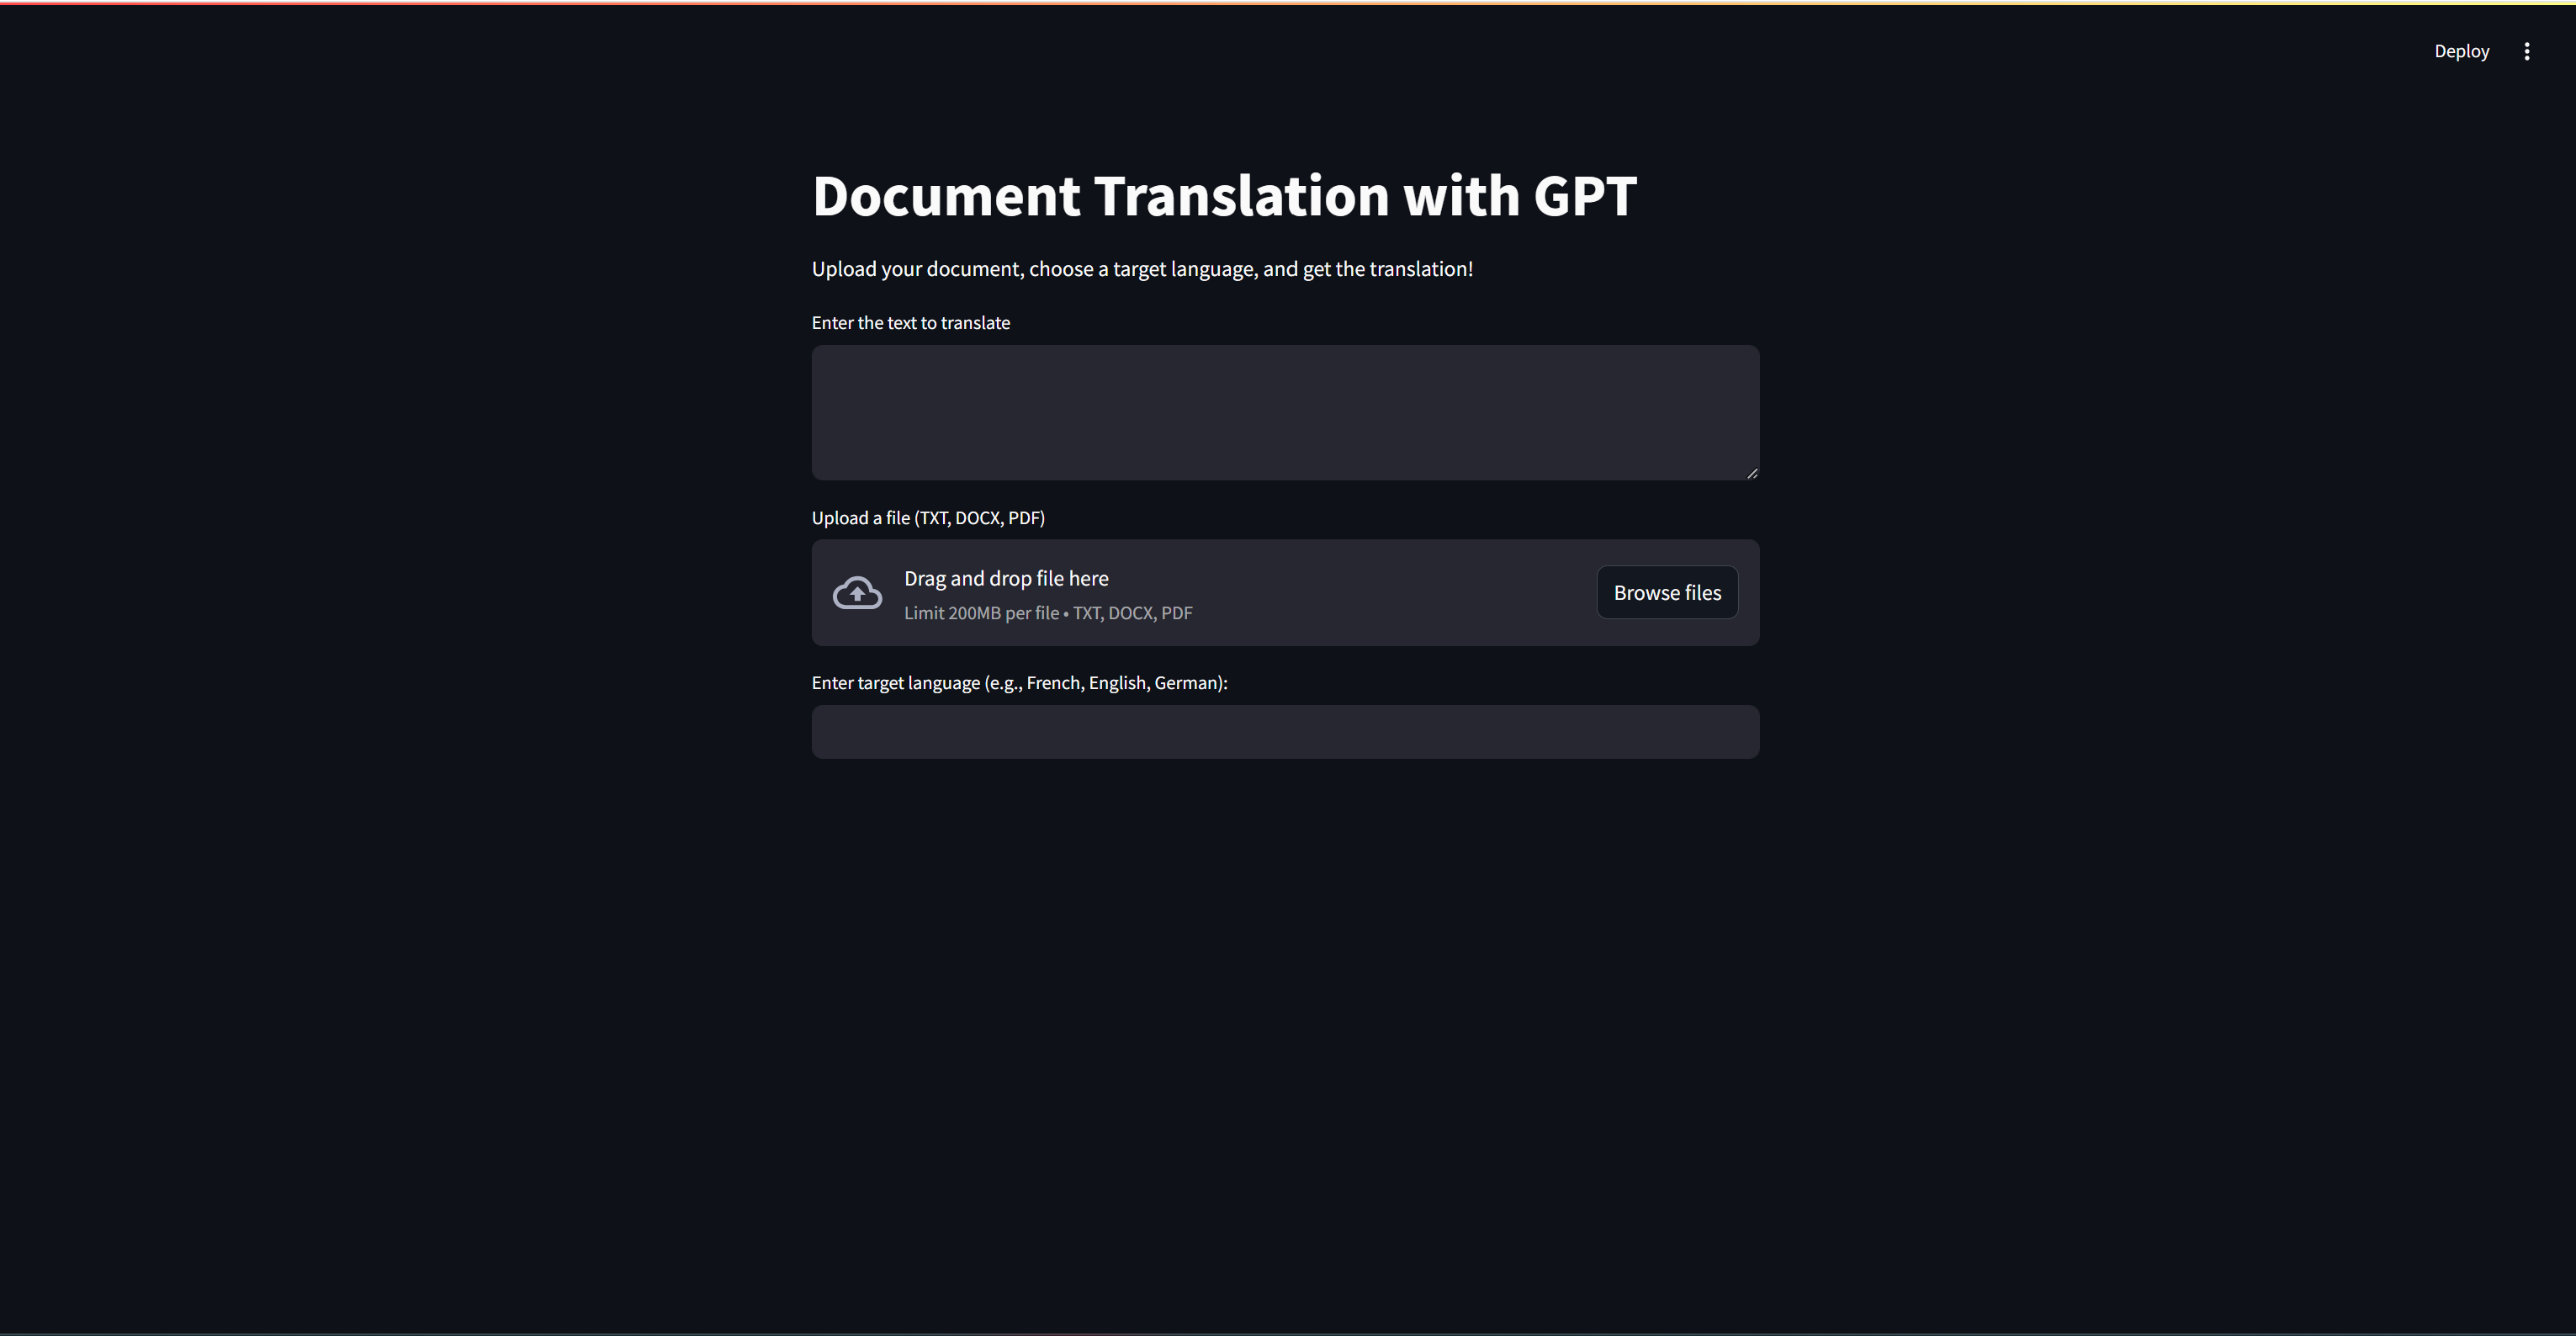 Deploy
Document Translation with GPT
Upload your document, choose a target language, and get the translation!
Enter the text to translate
Upload a file (TXT, DOCX, PDF)
Drag and drop file here
Limit 200MB per file • TXT, DOCX, PDF
Browse files
Enter target language (e.g., French, English, German):